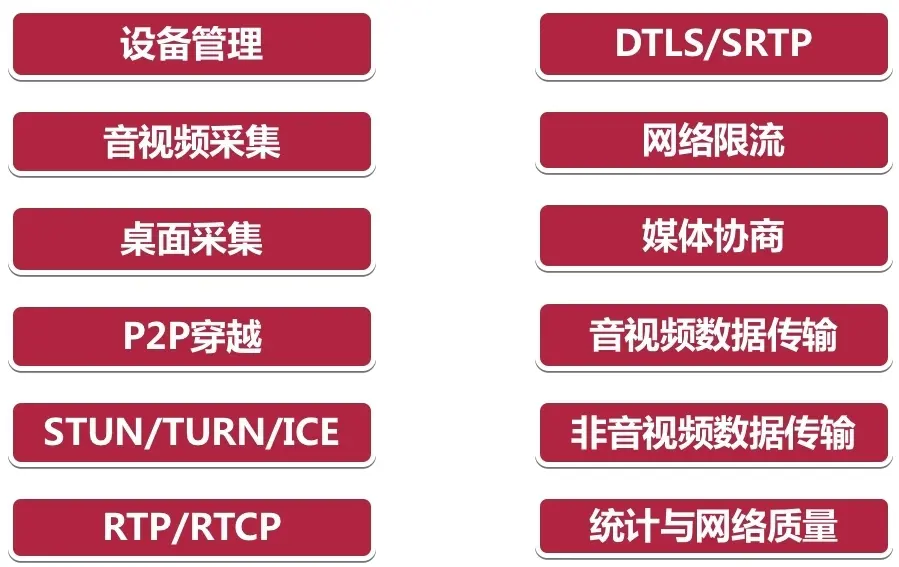 设备管理
音视频采集
桌面采集
P2P穿越
STUN/TURN/ICE
RTP/RTCP
DTLS/SRTP
网络限流
媒体协商
音视频数据传输
非音视频数据传输
统计与网络质量